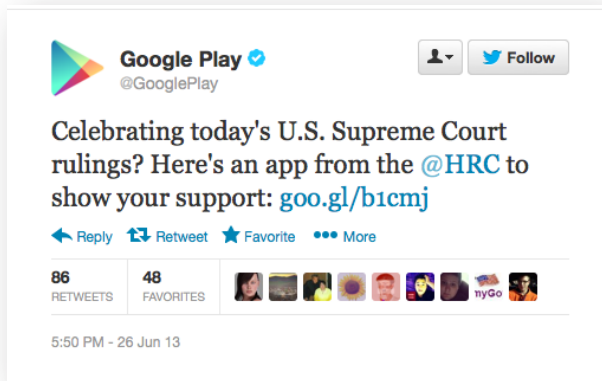 Google Play
@GooglePlay
Follow
Celebrating today's U.S. Supreme Court
rulings? Here's an app from the @HRC to
show your support: goo.gl/b1cmj
Reply Retweet Favorite More
86 48
RETWEETS FAVORITES
nyGo
5:50 PM - 26 Jun 13